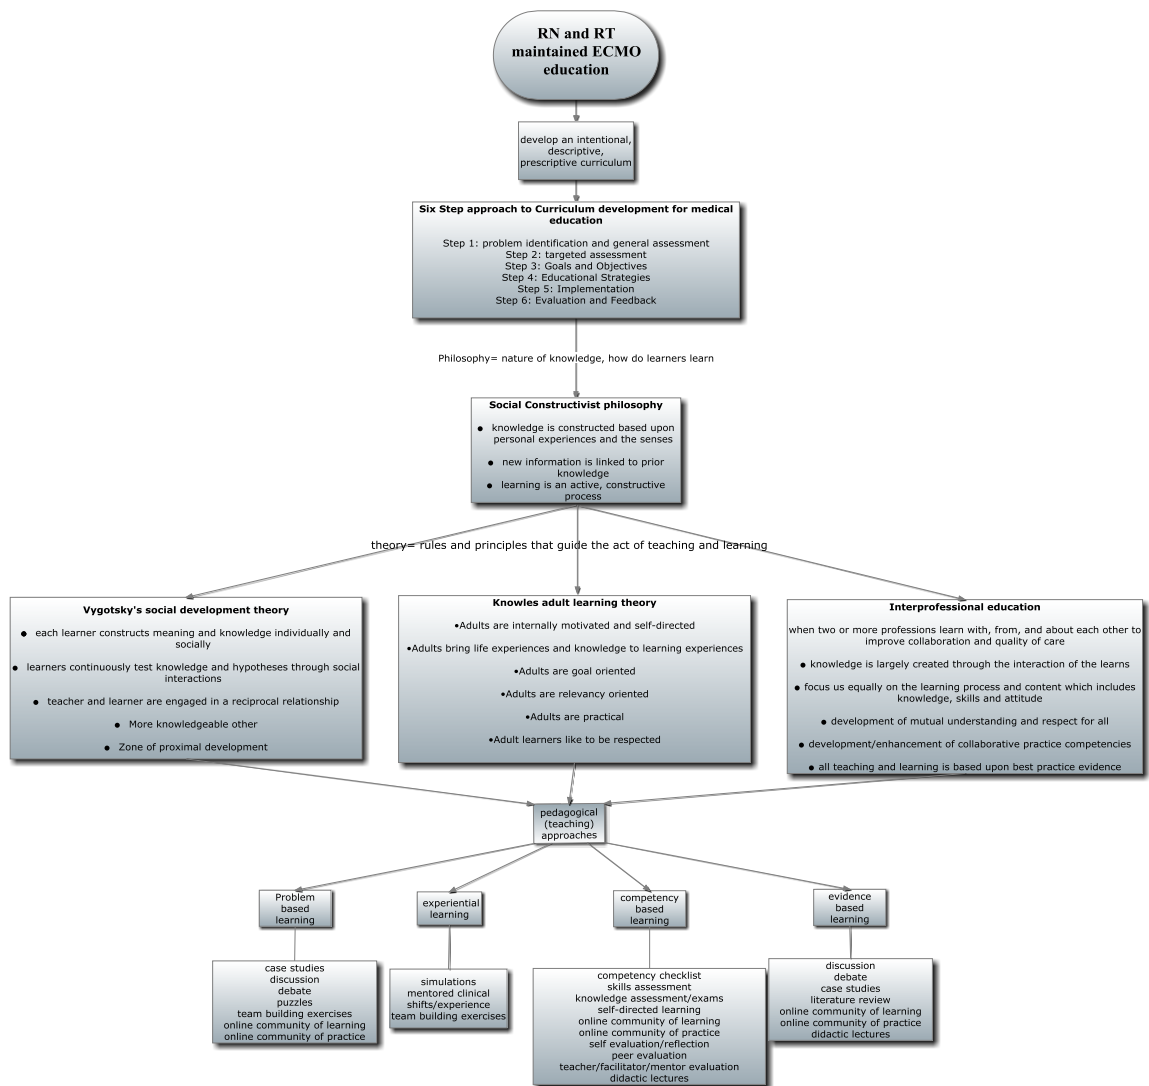 RN and RT
maintained ECMO
education
develop an intentional,
descriptive,
prescriptive curriculum
Six Step approach to Curriculum development for medical
education
Step 1: problem identification and general assessment
Step 2: targeted assessment
Step 3: Goals and Objectives
Step 4: Educational Strategies
Step 5: Implementation
Step 6: Evaluation and Feedback
Philosophy= nature of knowledge, how do learners learn
Social Constructivist philosophy
● knowledge is constructed based upon
personal experiences and the senses
● new information is linked to prior
knowledge
● learning is an active, constructive
process
theory= rules and principles that guide the act of teaching and learning
Vygotsky's social development theory
● each learner constructs meaning and knowledge individually and
socially
● learners continuously test knowledge and hypotheses through social
interactions
● teacher and learner are engaged in a reciprocal relationship
● More knowledgeable other
● Zone of proximal development
Knowles adult learning theory
•Adults are internally motivated and self-directed
•Adults bring life experiences and knowledge to learning experiences
•Adults are goal oriented
•Adults are relevancy oriented
•Adults are practical
•Adult learners like to be respected
Interprofessional education
when two or more professions learn with, from, and about each other to
improve collaboration and quality of care
● knowledge is largely created through the interaction of the learns
● focus us equally on the learning process and content which includes
knowledge, skills and attitude
● development of mutual understanding and respect for all
● development/enhancement of collaborative practice competencies
● all teaching and learning is based upon best practice evidence
pedagogical
(teaching)
approaches
Problem
based
learning
experiential
learning
competency
based
learning
evidence
based
learning
case studies
discussion
debate
puzzles
team building exercises
online community of learning
online community of practice
simulations
mentored clinical
shifts/experience
team building exercises
competency checklist
skills assessment
knowledge assessment/exams
self-directed learning
online community of learning
online community of practice
self evaluation/reflection
peer evaluation
teacher/facilitator/mentor evaluation
didactic lectures
discussion
debate
case studies
literature review
online community of learning
online community of practice
didactic lectures